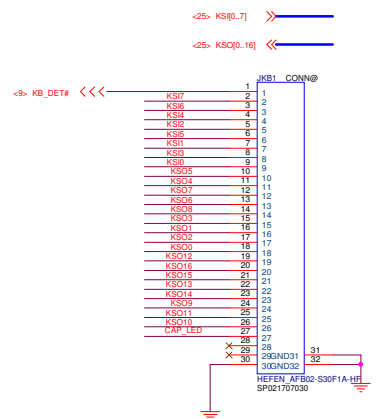 <25> KSI[0..7]
<25> KSO[0..16]
JKB1 CONN@
<9> KB_DET# 1 1
KSI7 2 2
KSI6 3 3
KSI4 4 4
KSI2 5 5
KSI5 6 6
KSI1 7 7
KSI3 8 8
KSI0 9 9
KSO5 10 10
KSO4 11 11
KSO7 12 12
KSO6 13 13
KSO8 14 14
KSO3 15 15
KSO1 16 16
KSO2 17 17
KSO0 18 18
KSO12 19 19
KSO16 20 20
KSO15 21 21
KSO13 22 22
KSO14 23 23
KSO9 24 24
KSO11 25 25
KSO10 26 26
CAP_LED 27 27
28 28
29 29GND31 31
30 30GND32 32
HEFEN_AFB02-S30F1A-HF
SP021707030